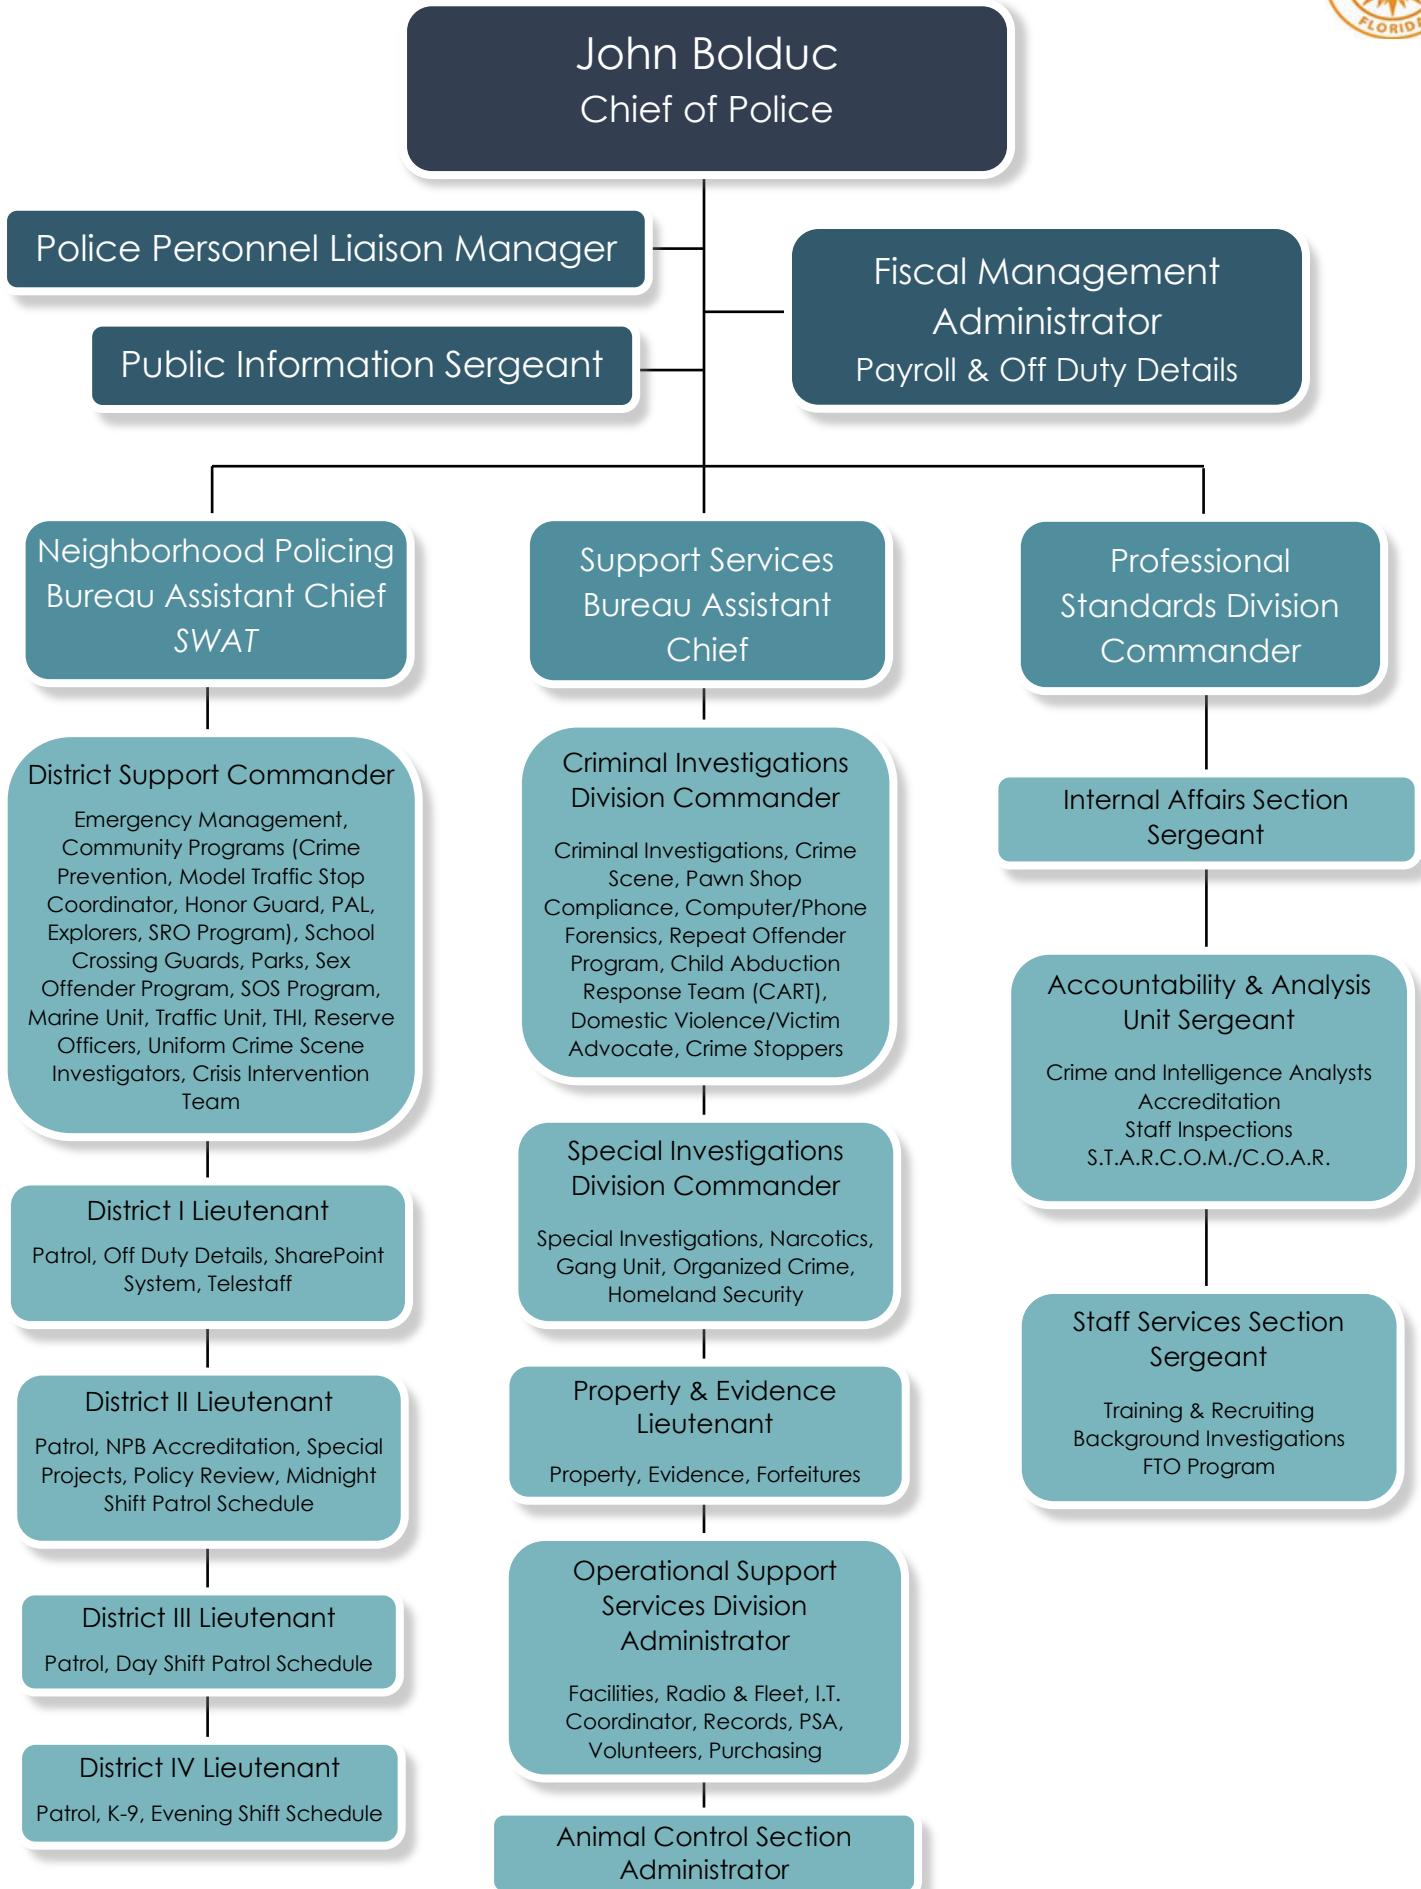 FLORIDA
John Bolduc
Chief of Police
Police Personnel Liaison Manager
Fiscal Management
Administrator
Payroll & Off Duty Details
Public Information Sergeant
Neighborhood Policing
Bureau Assistant Chief
SWAT
District Support Commander
Emergency Management,
Community Programs (Crime
Prevention, Model Traffic Stop
Coordinator, Honor Guard, PAL,
Explorers, SRO Program), School
Crossing Guards, Parks, Sex
Offender Program, SOS Program,
Marine Unit, Traffic Unit, THI, Reserve
Officers, Uniform Crime Scene
Investigators, Crisis Intervention
Team
District I Lieutenant
Patrol, Off Duty Details, SharePoint
System, Telestaff
District II Lieutenant
Patrol, NPB Accreditation, Special
Projects, Policy Review, Midnight
Shift Patrol Schedule
District III Lieutenant
Patrol, Day Shift Patrol Schedule
District IV Lieutenant
Patrol, K-9, Evening Shift Schedule
Support Services
Bureau Assistant
Chief
Criminal Investigations
Division Commander
Criminal Investigations, Crime
Scene, Pawn Shop
Compliance, Computer/Phone
Forensics, Repeat Offender
Program, Child Abduction
Response Team (CART),
Domestic Violence/Victim
Advocate, Crime Stoppers
Special Investigations
Division Commander
Special Investigations, Narcotics,
Gang Unit, Organized Crime,
Homeland Security
Property & Evidence
Lieutenant
Property, Evidence, Forfeitures
Operational Support
Services Division
Administrator
Facilities, Radio & Fleet, I.T.
Coordinator, Records, PSA,
Volunteers, Purchasing
Animal Control Section
Administrator
Professional
Standards Division
Commander
Internal Affairs Section
Sergeant
Accountability & Analysis
Unit Sergeant
Crime and Intelligence Analysts
Accreditation
Staff Inspections
S.T.A.R.C.O.M./C.O.A.R.
Staff Services Section
Sergeant
Training & Recruiting
Background Investigations
FTO Program